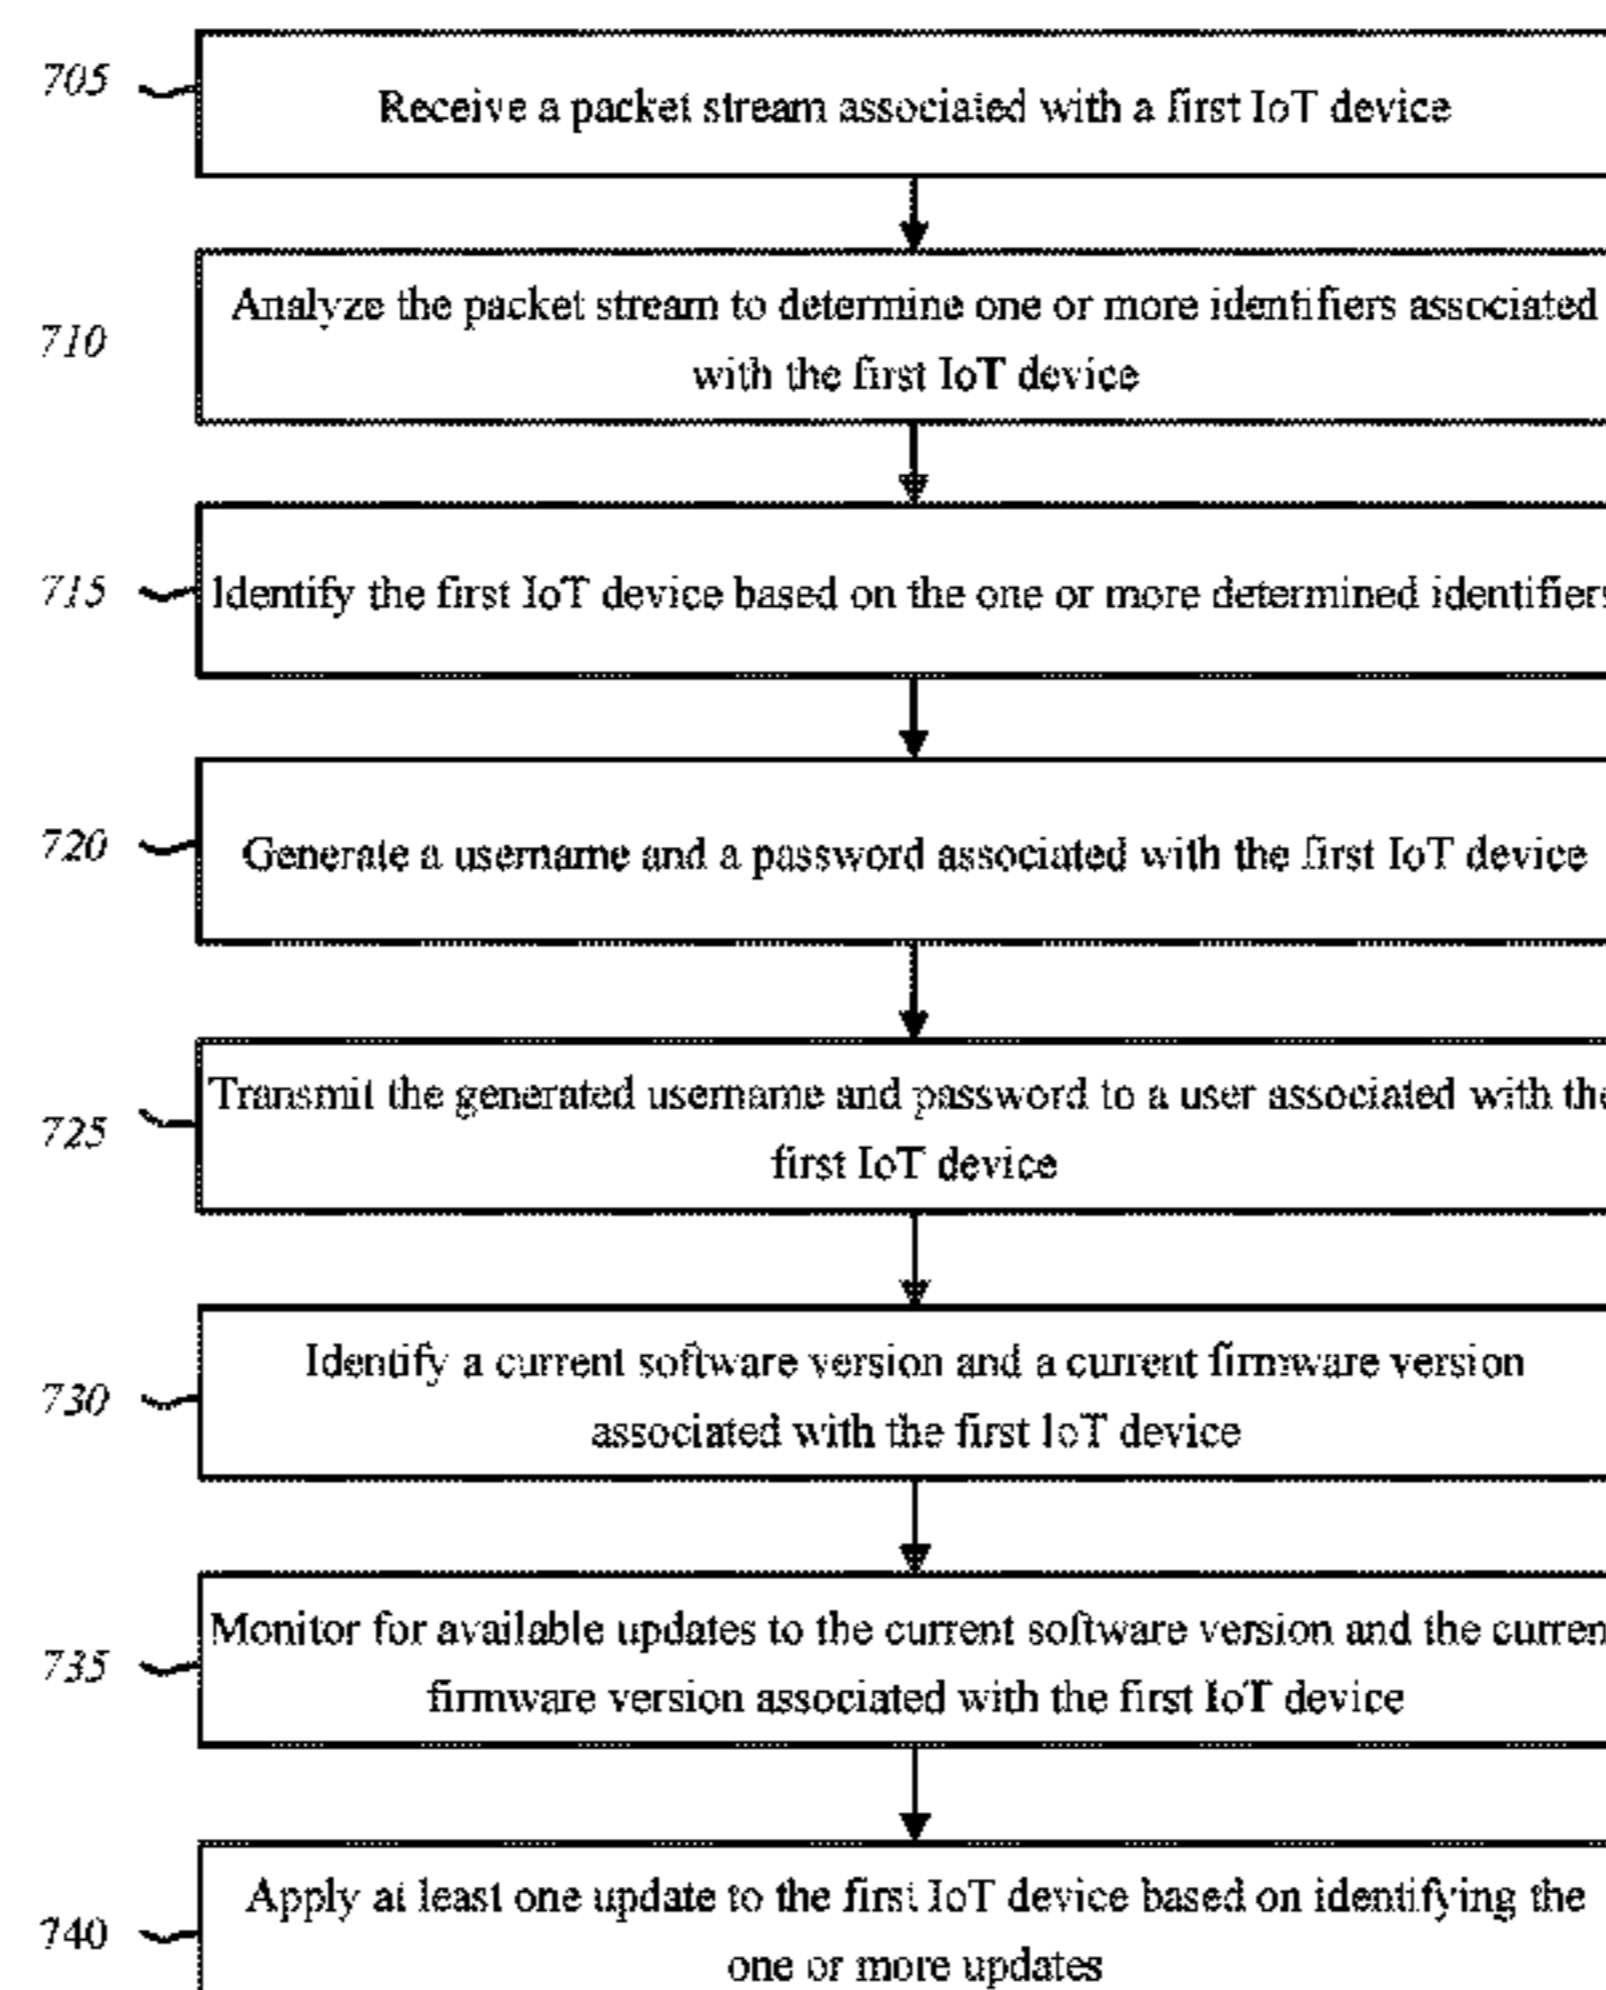 705
Receive a packet stream associated with a first IoT device
710
Analyze the packet stream to determine one or more identifiers associated
with the first IoT device
715
Identify the first IoT device based on the one or more determined identifiers
720
Generate a username and a password associated with the first IoT device
725
Transmit the generated username and password to a user associated with the
first IoT device
730
Identify a current software version and a current firmware version
associated with the first IoT device
735
Monitor for available updates to the current software version and the curren
firmware version associated with the first IoT device
740
Apply at least one update to the first IoT device based on identifying the
one or more updates